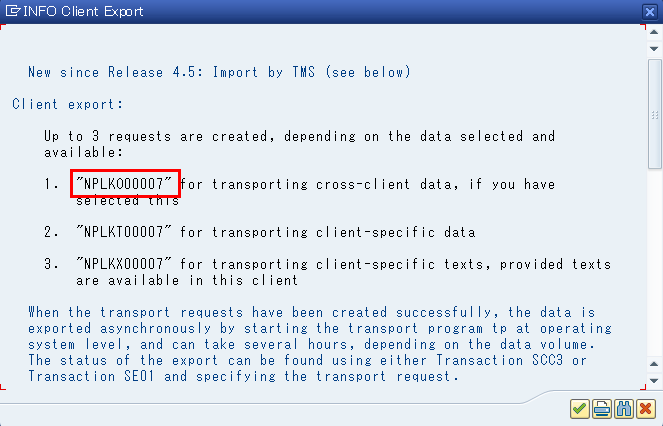 INFO Client Export
New since Release 4.5: Import by TMS (see below)
Client export:
Up to 3 requests are created, depending on the data selected and
available:
1. "NPLKO00007" for transporting cross-client data, if you have
selected this
2. "NPLKT00007" for transporting client-specific data
3. "NPLKX00007" for transporting client-specific texts, provided texts
are available in this client
When the transport requests have been created successfully, the data is
exported asynchronously by starting the transport program tp at operating
system level, and can take several hours, depending on the data volume.
The status of the export can be found using either Transaction SCC3 or
Transaction SE01 and specifying the transport request.